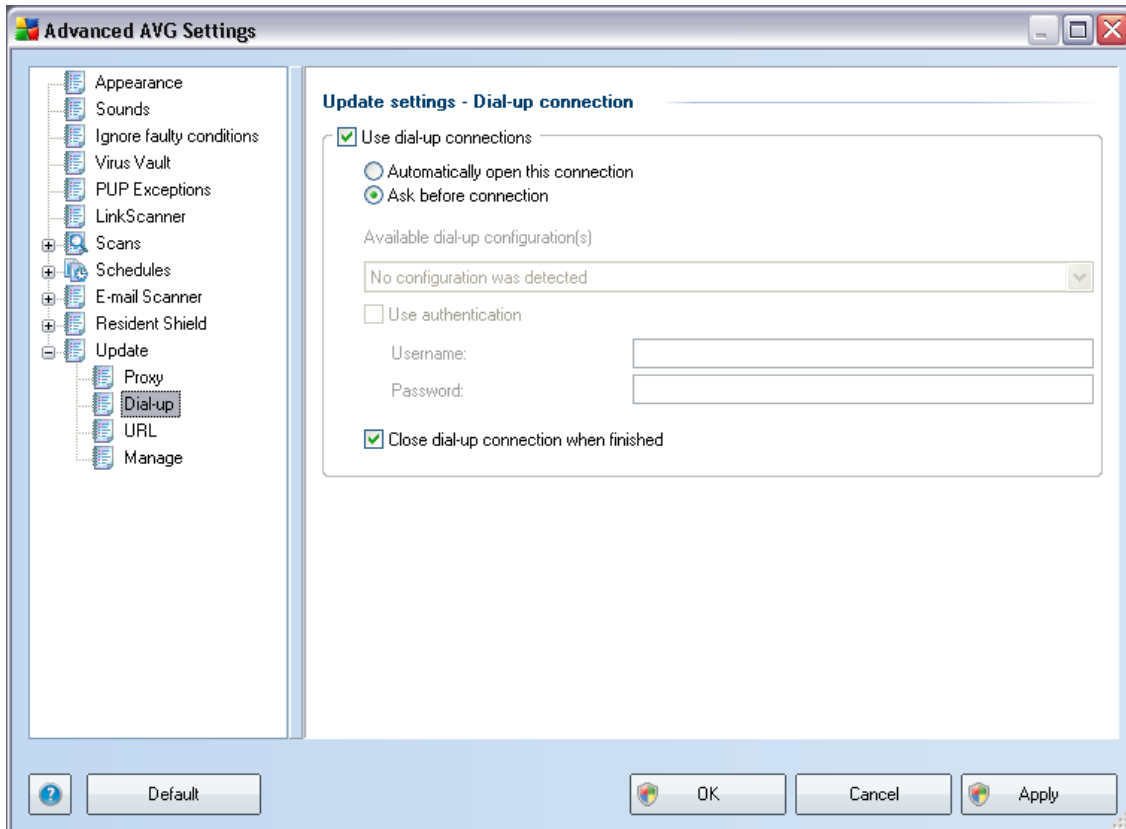 Advanced AVG Settings
Appearance
Sounds
Ignore faulty conditions
Virus Vault
PUP Exceptions
LinkScanner
Scans
Schedules
E-mail Scanner
Resident Shield
Update
Proxy
Dial-up
URL
Manage
Update settings - Dial-up connection
Use dial-up connections
Automatically open this connection
Ask before connection
Available dial-up configuration(s)
No configuration was detected
Use authentication
Username:
Password:
Close dial-up connection when finished
?
Default
OK
Cancel
Apply